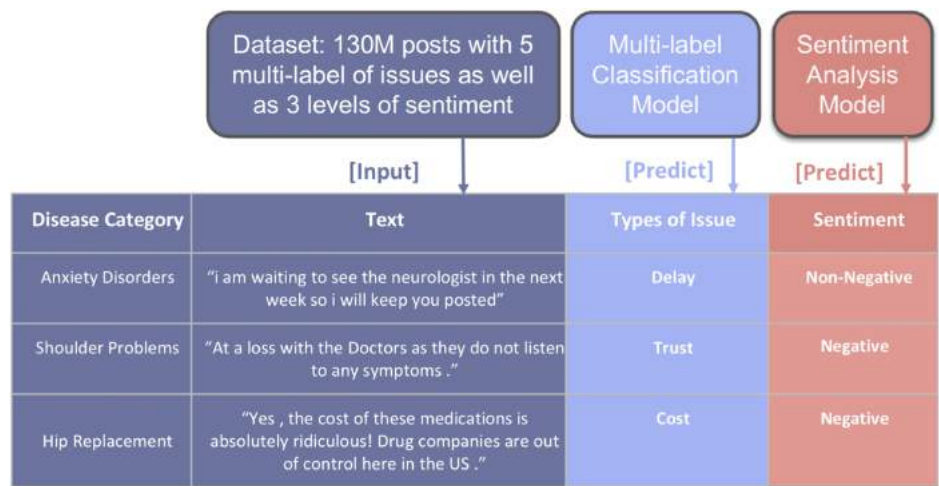 Dataset: 130M posts with 5
multi-label of issues as well
as 3 levels of sentiment
Multi-label
Classification
Model
Sentiment
Analysis
Model
[Input]
[Predict]
[Predict]
Disease Category
Text
Types of Issue
Sentiment
Anxiety Disorders
“i am waiting to see the neurologist in the next
week so i will keep you posted”
Delay
Non-Negative
Shoulder Problems
“At a loss with the Doctors as they do not listen
to any symptoms .”
Trust
Negative
Hip Replacement
“Yes , the cost of these medications is
absolutely ridiculous! Drug companies are out
of control here in the US .”
Cost
Negative